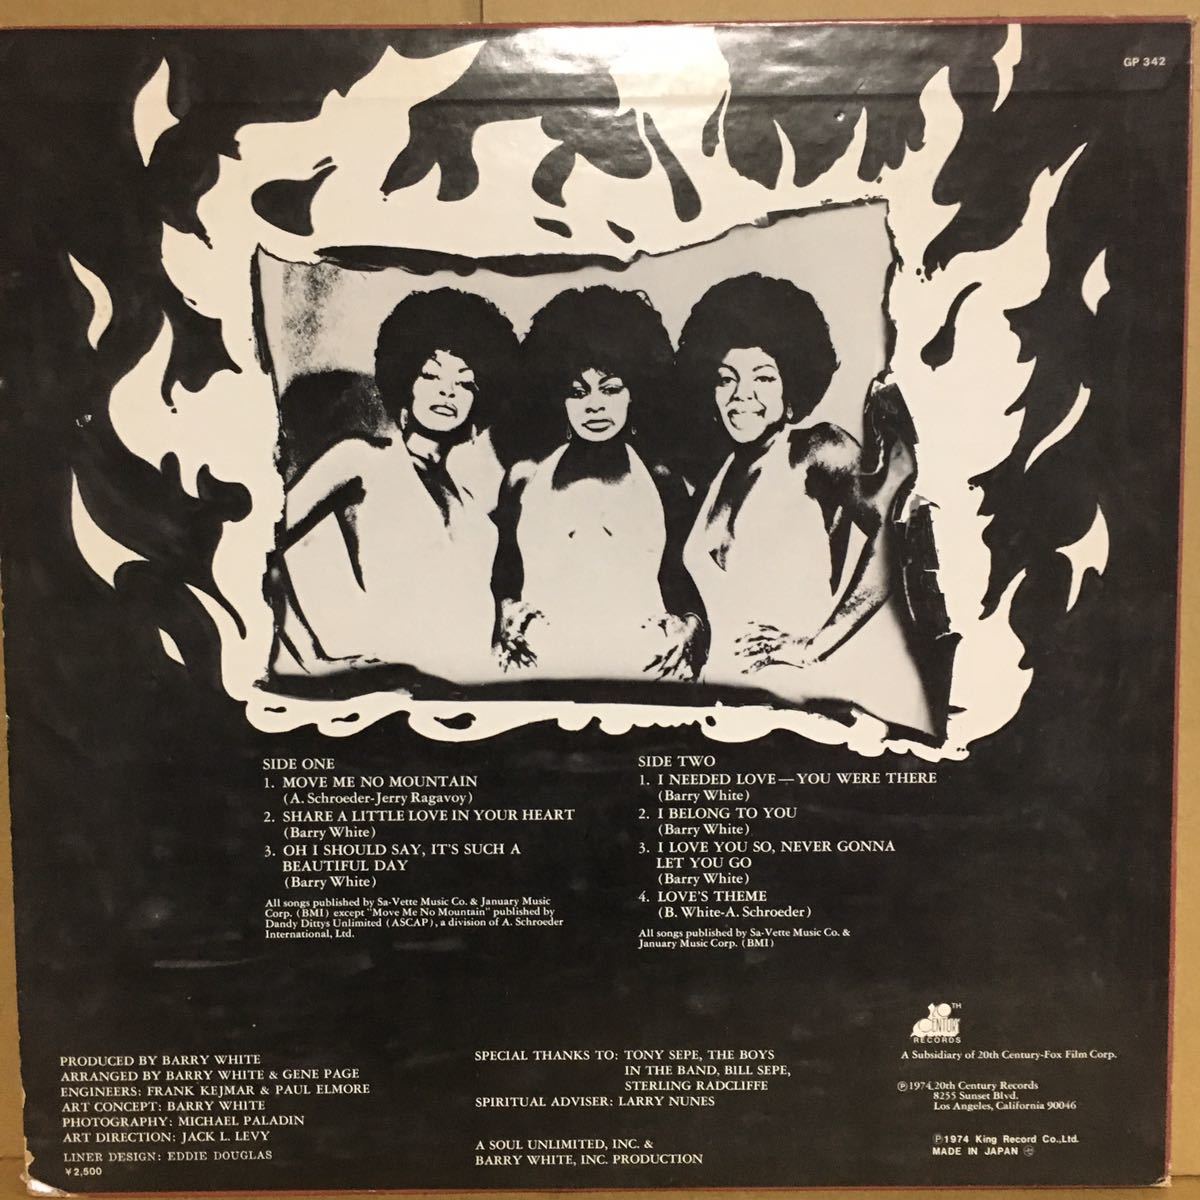 GP 342
SIDE ONE
1. MOVE ME NO MOUNTAIN
(A. Schroeder-Jerry Ragavoy)
2. SHARE A LITTLE LOVE IN YOUR HEART
(Barry White)
3. OH I SHOULD SAY, IT'S SUCH A
BEAUTIFUL DAY
(Barry White)
All songs published by Sa-Vette Music Co. & January Music
Corp. (BMI) except "Move Me No Mountain" published by
Dandy Dittys Unlimited (ASCAP), a division of A. Schroeder
International, Ltd.
SIDE TWO
1. I NEEDED LOVE—YOU WERE THERE
(Barry White)
2. I BELONG TO YOU
(Barry White)
3. I LOVE YOU SO, NEVER GONNA
LET YOU GO
(Barry White)
4. LOVE'S THEME
(B. White-A. Schroeder)
All songs published by Sa-Vette Music Co. &
January Music Corp. (BMI)
PRODUCED BY BARRY WHITE
ARRANGED BY BARRY WHITE & GENE PAGE
ENGINEERS: FRANK KEJMAR & PAUL ELMORE
ART CONCEPT: BARRY WHITE
PHOTOGRAPHY: MICHAEL PALADIN
ART DIRECTION: JACK L. LEVY
LINER DESIGN: EDDIE DOUGLAS
¥2,500
SPECIAL THANKS TO: TONY SEPE, THE BOYS
IN THE BAND, BILL SEPE,
STERLING RADCLIFFE
SPIRITUAL ADVISER: LARRY NUNES
A SOUL UNLIMITED, INC. &
BARRY WHITE, INC. PRODUCTION
20TH
CENTURY
RECORDS
A Subsidiary of 20th Century-Fox Film Corp.
Ⓟ1974, 20th Century Records
8255 Sunset Blvd.
Los Angeles, California 90046
Ⓟ1974 King Record Co., Ltd.
MADE IN JAPAN